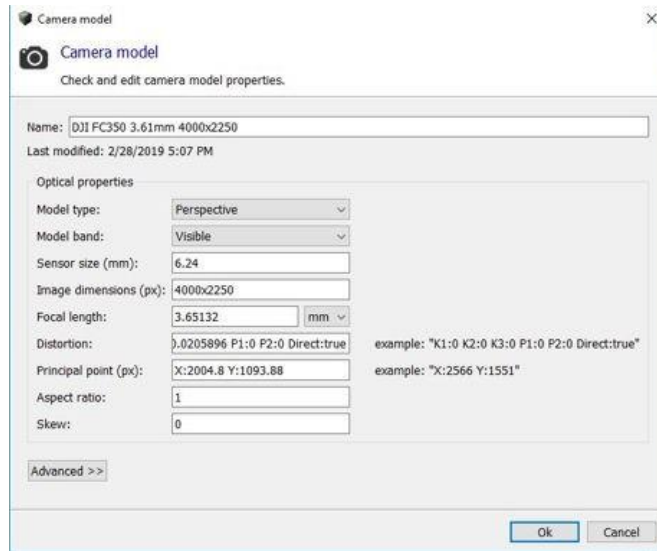 Camera model
Camera model
Check and edit camera model properties.
Name: DJI FC350 3.61mm 4000x2250
Last modified: 2/28/2019 5:07 PM
Optical properties
Model type: Perspective
Model band: Visible
Sensor size (mm): 6.24
Image dimensions (px): 4000x2250
Focal length: 3.65132 mm
Distortion: ).0205896 P1:0 P2:0 Direct:true example: "K1:0 K2:0 K3:0 P1:0 P2:0 Direct:true"
Principal point (px): X:2004.8 Y:1093.88 example: "X:2566 Y:1551"
Aspect ratio: 1
Skew: 0
Advanced >>
Ok Cancel